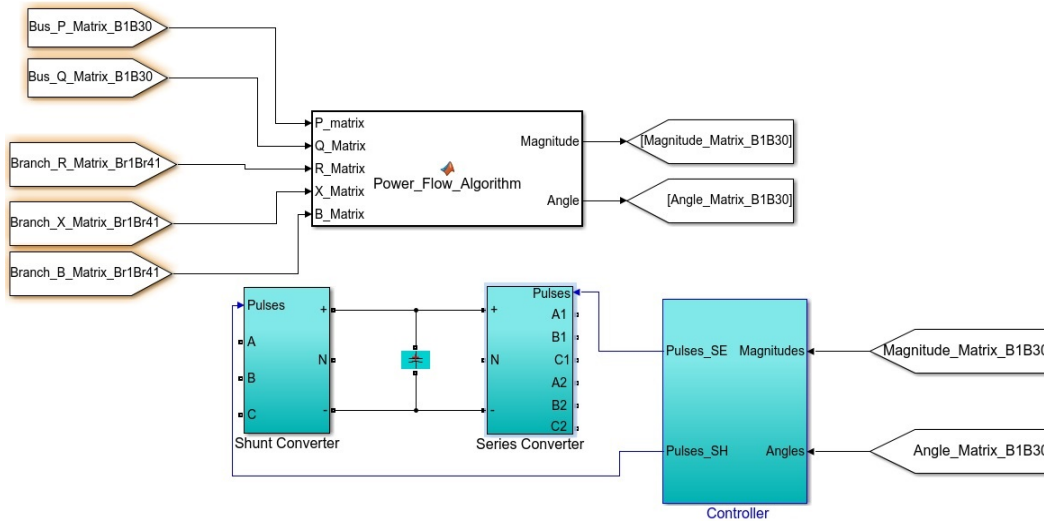 Bus_P_Matrix_B1B30
Bus_Q_Matrix_B1B30
Branch_R_Matrix_Br1Br41
Branch_X_Matrix_Br1Br41
Branch_B_Matrix_Br1Br41
P_matrix
Q_Matrix
R_Matrix
X_Matrix
B_Matrix
Power_Flow_Algorithm
Magnitude
Angle
[Magnitude_Matrix_B1B30]
[Angle_Matrix_B1B30]
Pulses
A
B
C
+
N
-
Shunt Converter
+
N
-
Pulses
A1
B1
C1
A2
B2
C2
Series Converter
Pulses_SE
Pulses_SH
Magnitudes
Angles
Controller
Magnitude_Matrix_B1B30
Angle_Matrix_B1B30